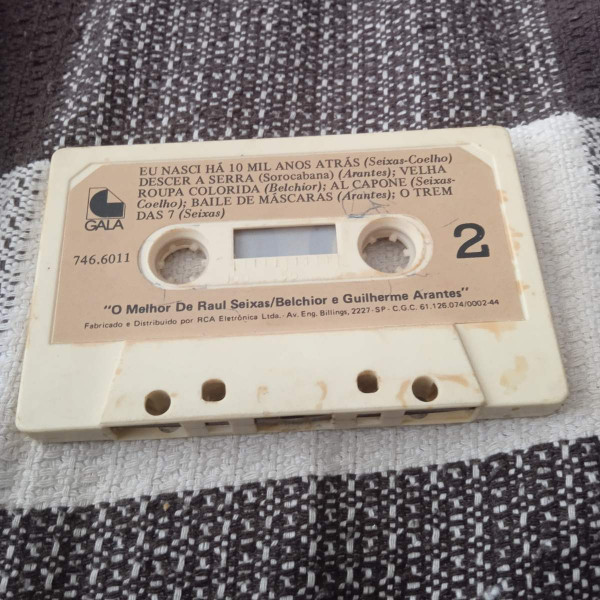 EU NASCI HÁ 10 MIL ANOS ATRÁS (Seixas-Coelho)
DESCER A SERRA (Sorocabana) (Arantes); VELHA
ROUPA COLORIDA (Belchior); AL CAPONE (Seixas-
Coelho); BAILE DE MÁSCARAS (Arantes); O TREM
DAS 7 (Seixas)
GALA
746.6011
2
"O Melhor De Raul Seixas/Belchior e Guilherme Arantes"
Fabricado e Distribuído por RCA Eletrônica Ltda.- Av. Eng. Billings, 2227-SP - C.G.C. 61.126.074/0002-44